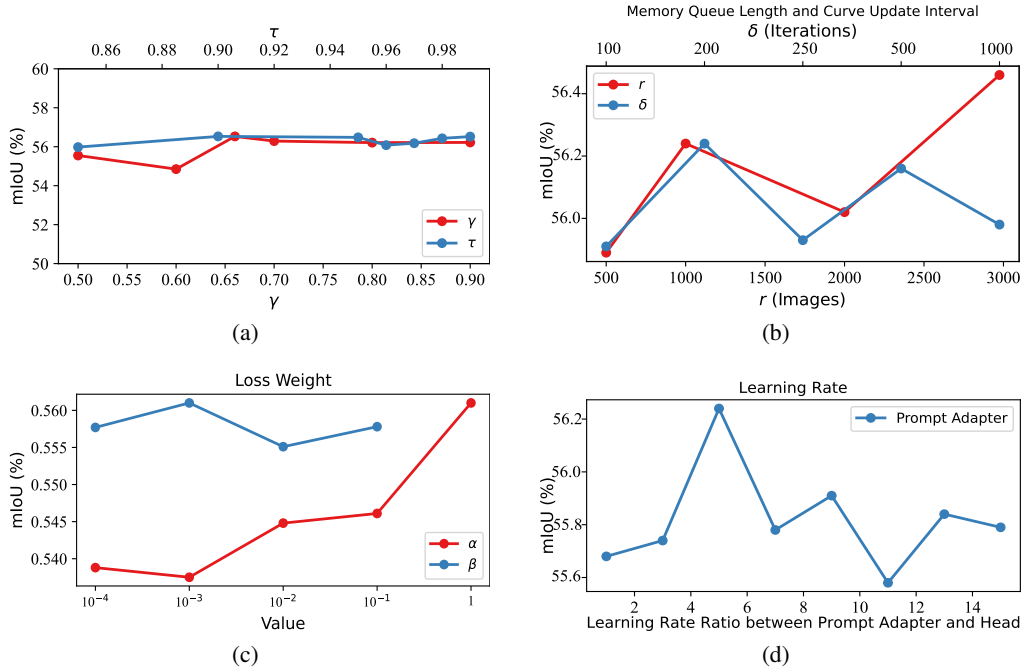 τ
0.86 0.88 0.90 0.92 0.94 0.96 0.98
60
58
56
54
52
50
mIoU (%)
γ
τ
0.50 0.55 0.60 0.65 0.70 0.75 0.80 0.85 0.90
γ
(a)
Memory Queue Length and Curve Update Interval
δ (Iterations)
100 200 250 500 1000
r
δ
56.4
56.2
56.0
mIoU (%)
500 1000 1500 2000 2500 3000
r (Images)
(b)
Loss Weight
0.560
0.555
0.550
0.545
0.540
mIoU (%)
α
β
10⁻⁴ 10⁻³ 10⁻² 10⁻¹ 1
Value
(c)
Learning Rate
Prompt Adapter
56.2
56.0
55.8
55.6
mIoU (%)
2 4 6 8 10 12 14
Learning Rate Ratio between Prompt Adapter and Head
(d)